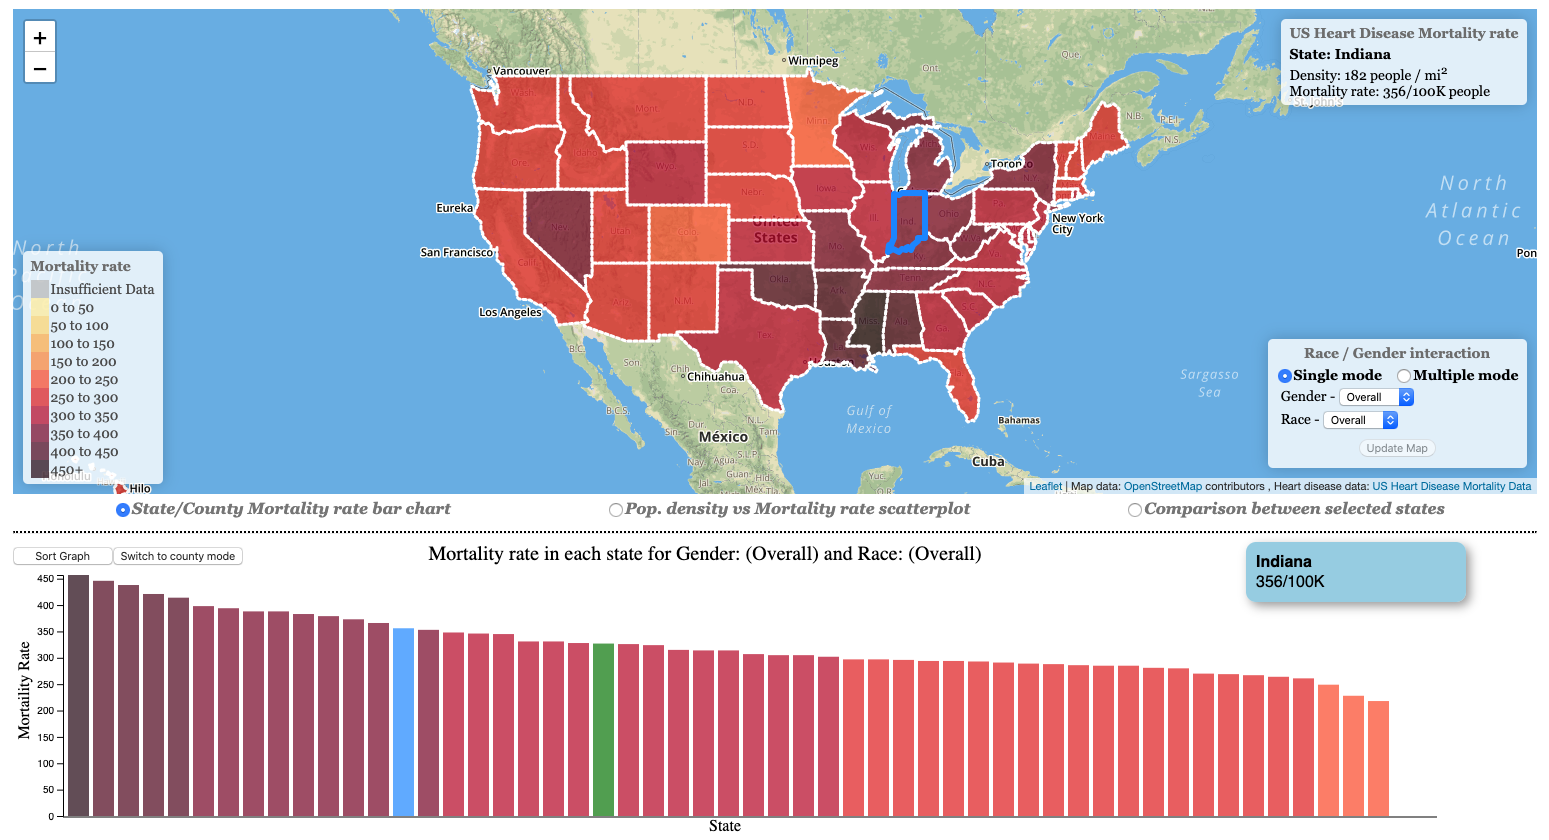 +
−
Vancouver
Winnipeg
Ont.
Que.
N.B.
P.E.I.
N.S.
St. John's
US Heart Disease Mortality rate
State: Indiana
Density: 182 people / mi²
Mortality rate: 356/100K people
Wash.
Mont.
N.D.
Minn.
Ore.
Idaho
Wyo.
S.D.
Wis.
Toronto
N.Y.
Maine
Iowa
Nebr.
Pa.
Ohio
Ind.
Ill.
Eureka
New York
City
San Francisco
Nev.
Utah
Colo.
United
States
Mo.
Ky.
W.Va.
Va.
Calif.
Los Angeles
Ariz.
N.M.
Okla.
Ark.
Tenn.
N.C.
S.C.
Miss.
Ala.
Ga.
Tex.
Houston
Fla.
North
Atlantic
Ocean
Pon
North
Mortality rate
Insufficient Data
0 to 50
50 to 100
100 to 150
150 to 200
200 to 250
250 to 300
300 to 350
350 to 400
400 to 450
450+
Honolulu
Hilo
B.C.
Son.
Chih.
Chihuahua
Coa.
B.C.S.
Sin.
Dur.
N.L.
Tam.
México
Nay.
Agua.
S.L.P.
Guan.
Hid.
Jal.
Mex.
Tla.
Gulf of
Mexico
Yuc.
Q.R.
Cuba
Bahamas
Sargasso
Sea
Race / Gender interaction
Single mode Multiple mode
Gender - Overall
Race - Overall
Update Map
Leaflet | Map data: OpenStreetMap contributors , Heart disease data: US Heart Disease Mortality Data
State/County Mortality rate bar chart
Pop. density vs Mortality rate scatterplot
Comparison between selected states
Sort Graph
Switch to county mode
Mortality rate in each state for Gender: (Overall) and Race: (Overall)
Indiana
356/100K
Mortaility Rate
450
400
350
300
250
200
150
100
50
0
State